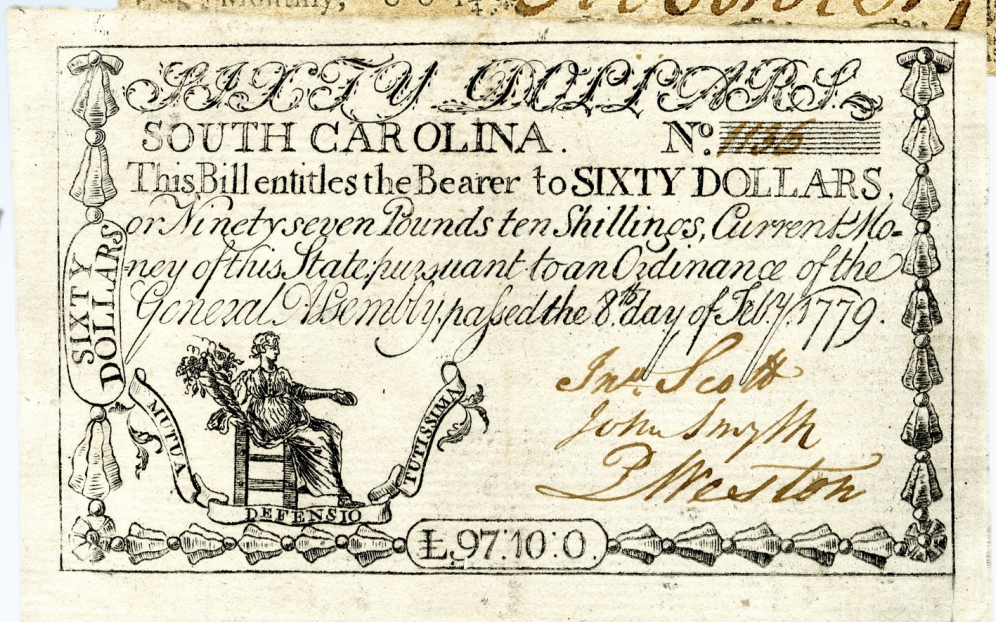 Monthly,
SIXTY DOLLARS.
SOUTH CAROLINA. No. 1136
This Bill entitles the Bearer to SIXTY DOLLARS,
or Ninety seven Pounds ten Shillings, Current Mo-
ney of this State; pursuant to an Ordinance of the
General Assembly, passed the 8th day of Feby. 1779.
SIXTY
DOLLARS
Jnº. Scott
John Smyth
P Weston
MUTUA
DEFENSIO
TUTISSIMA
£.97:10:0.